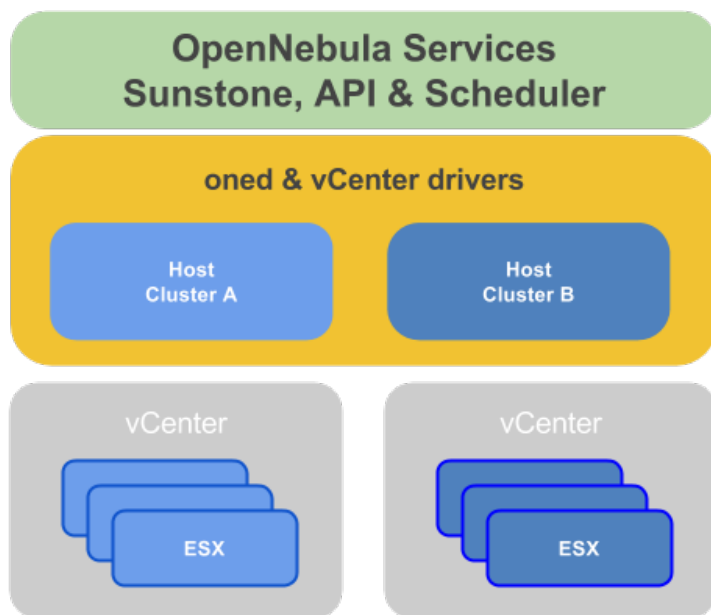 OpenNebula Services
Sunstone, API & Scheduler
oned & vCenter drivers
Host
Cluster A
Host
Cluster B
vCenter
ESX
vCenter
ESX